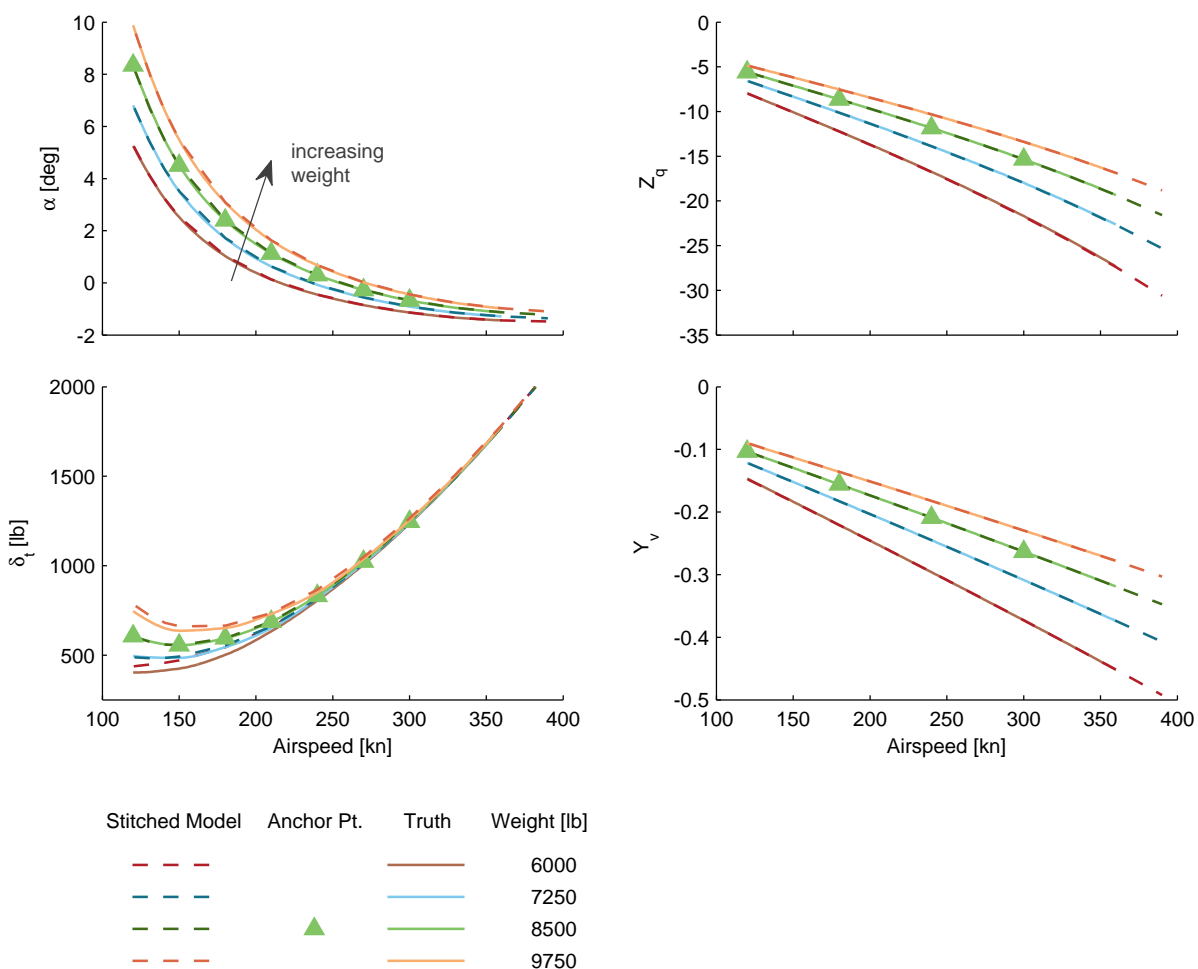 10
8
6
4
2
0
-2
α [deg]
increasing
weight
0
-5
-10
-15
-20
-25
-30
-35
Z_q
2000
1500
1000
500
δ_t [lb]
100 150 200 250 300 350 400
Airspeed [kn]
0
-0.1
-0.2
-0.3
-0.4
-0.5
Y_v
100 150 200 250 300 350 400
Airspeed [kn]
Stitched Model Anchor Pt. Truth Weight [lb]
6000
7250
8500
9750